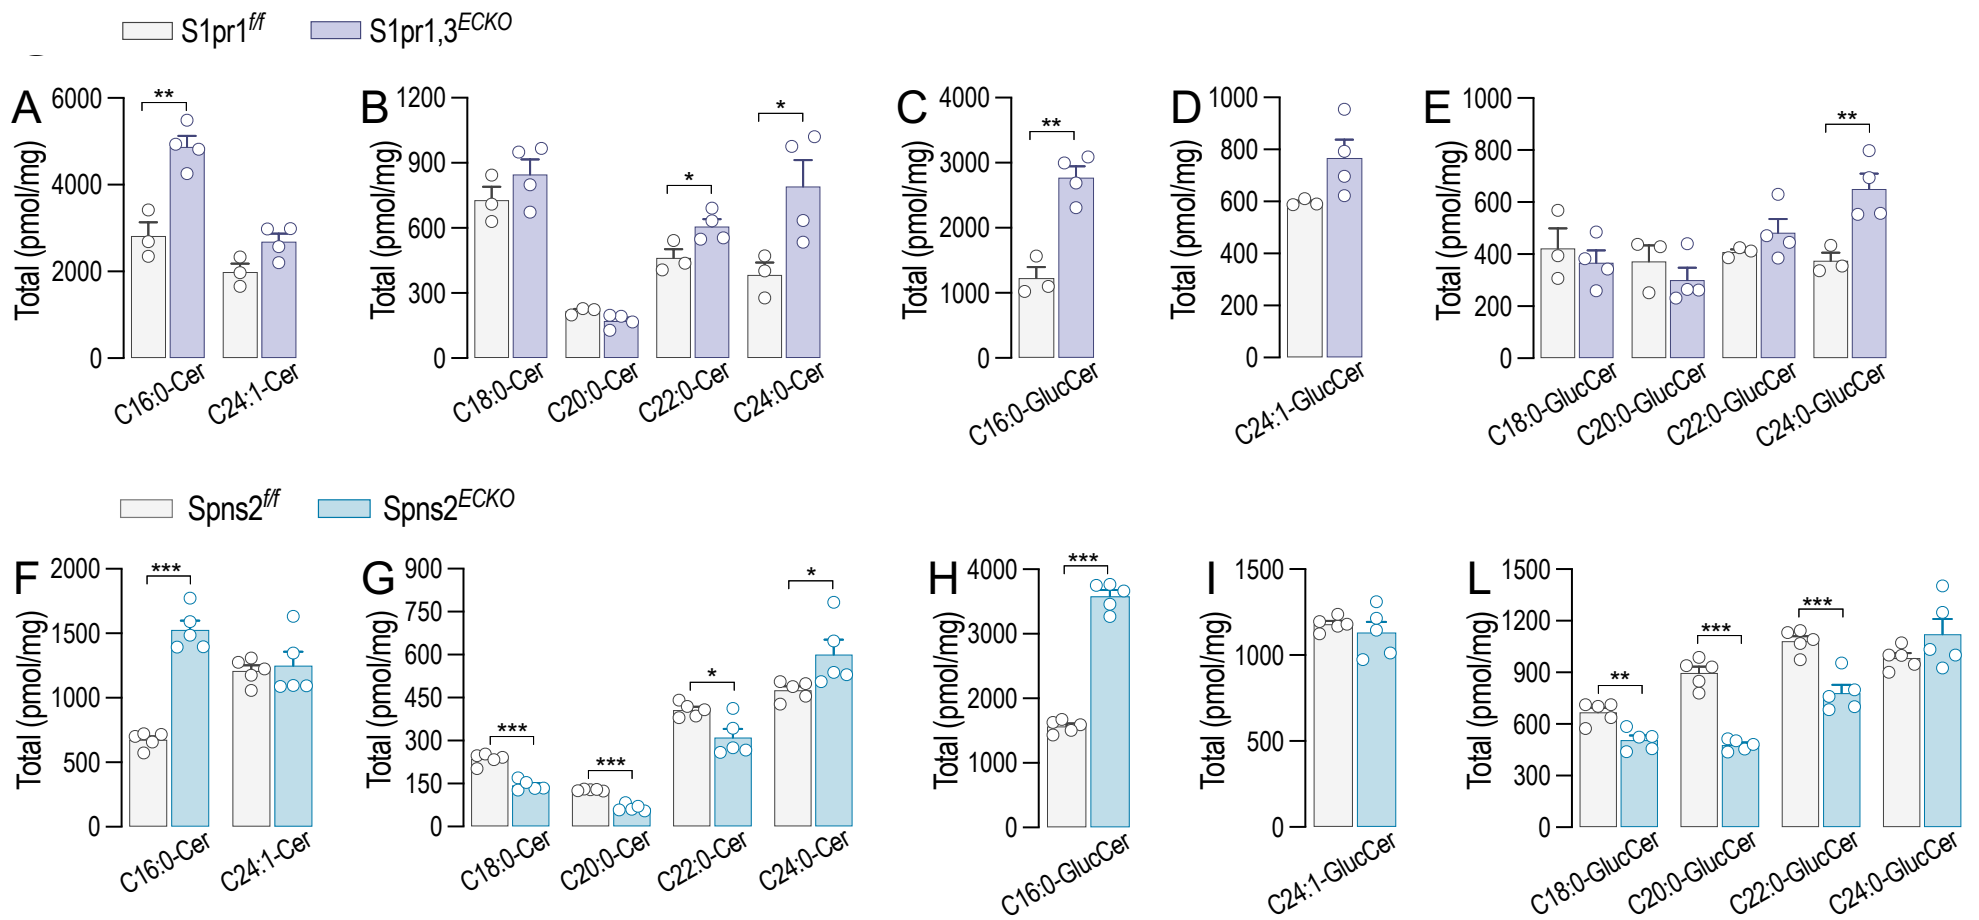 S1pr1f/f S1pr1,3ECKO
A B C D E
Total (pmol/mg) 6000 4000 2000 0 ** C16:0-Cer C24:1-Cer
Total (pmol/mg) 1200 900 600 300 0 * * C18:0-Cer C20:0-Cer C22:0-Cer C24:0-Cer
Total (pmol/mg) 4000 3000 2000 1000 0 ** C16:0-GlucCer
Total (pmol/mg) 1000 800 600 400 200 0 C24:1-GlucCer
Total (pmol/mg) 1000 800 600 400 200 0 ** C18:0-GlucCer C20:0-GlucCer C22:0-GlucCer C24:0-GlucCer
Spns2f/f Spns2ECKO
F G H I L
Total (pmol/mg) 2000 1500 1000 500 0 *** C16:0-Cer C24:1-Cer
Total (pmol/mg) 900 750 600 450 300 150 0 *** *** * * C18:0-Cer C20:0-Cer C22:0-Cer C24:0-Cer
Total (pmol/mg) 4000 3000 2000 1000 0 *** C16:0-GlucCer
Total (pmol/mg) 1500 1000 500 0 C24:1-GlucCer
Total (pmol/mg) 1500 1200 900 600 300 0 ** *** *** C18:0-GlucCer C20:0-GlucCer C22:0-GlucCer C24:0-GlucCer